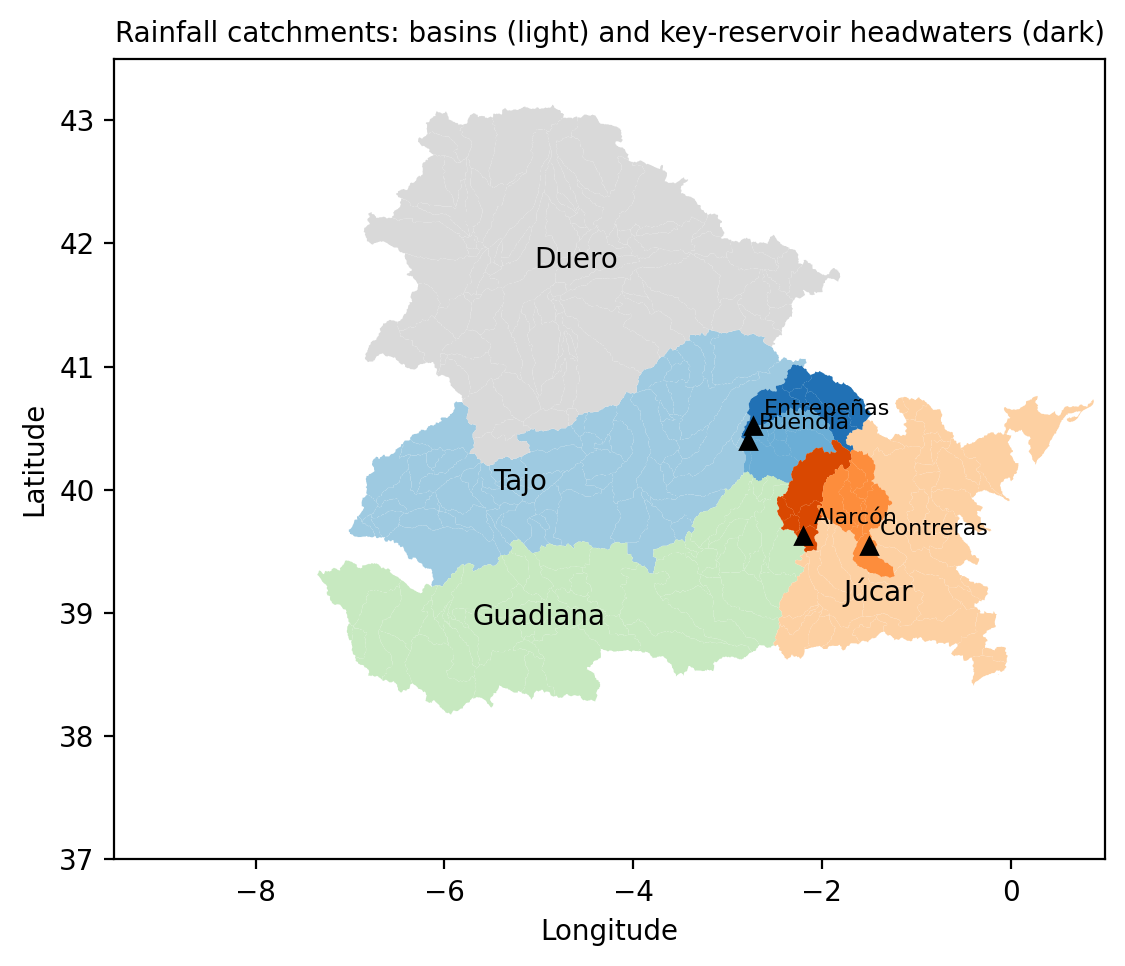 Rainfall catchments: basins (light) and key-reservoir headwaters (dark)
43
42
41
40
39
38
37
Latitude
Duero
Entrepeñas
Buendía
Tajo
Alarcón
Contreras
Júcar
Guadiana
−8
−6
−4
−2
0
Longitude